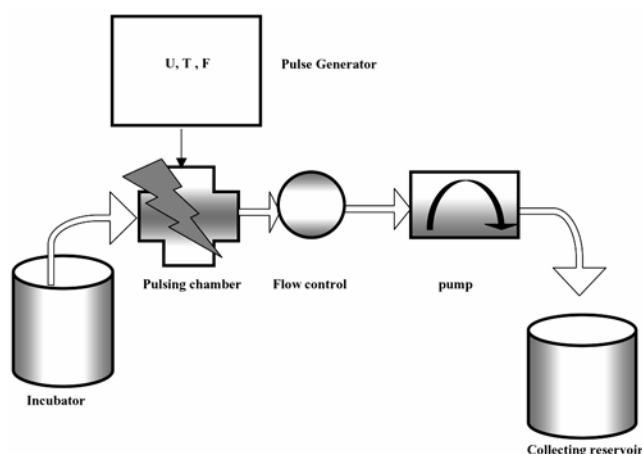 U, T , F
Pulse Generator
Pulsing chamber
Flow control
pump
Incubator
Collecting reservoir